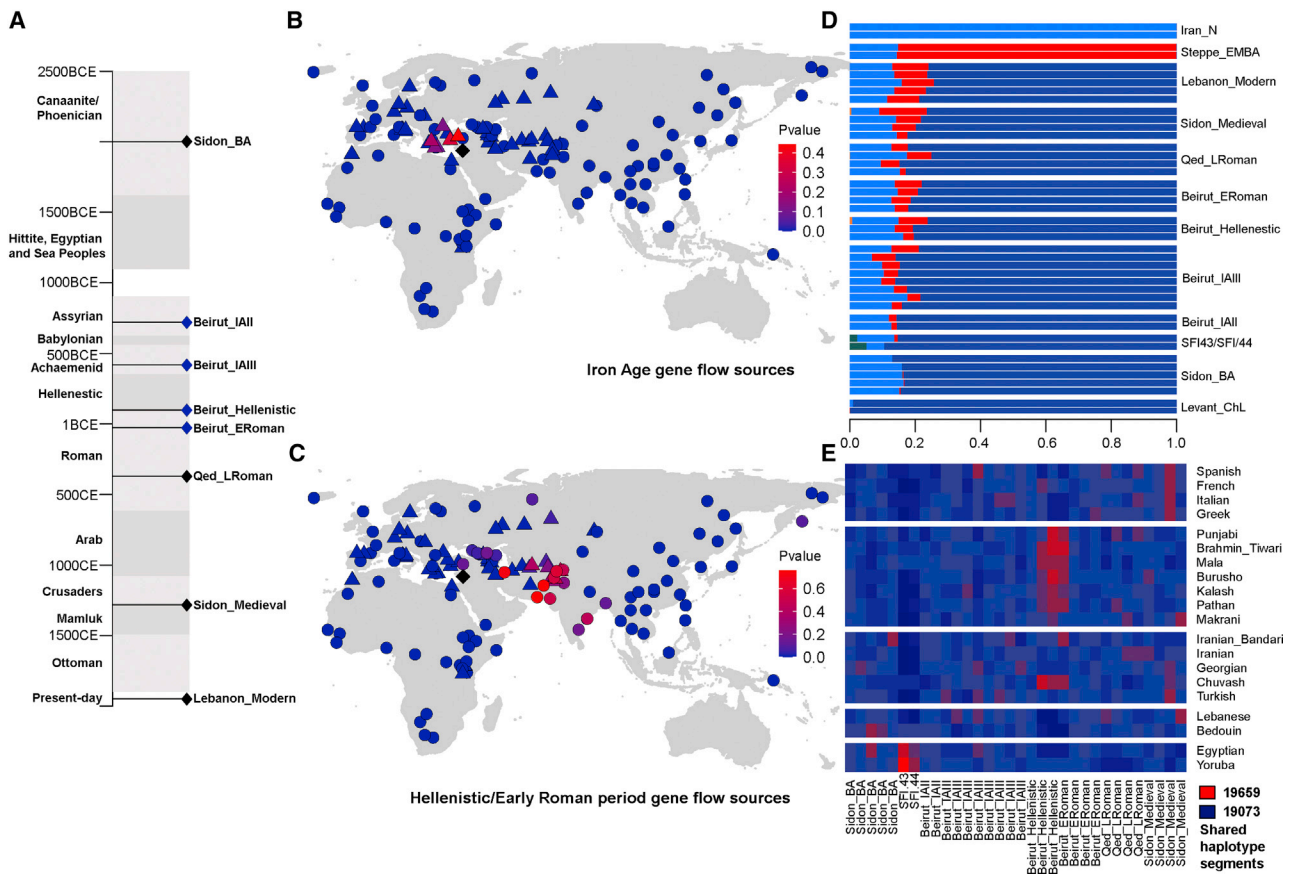 A
2500BCE
Canaanite/
Phoenician
Sidon_BA
1500BCE
Hittite, Egyptian
and Sea Peoples
1000BCE
Assyrian
Beirut_IAII
Babylonian
500BCE
Achaemenid
Beirut_IAIII
Hellenestic
Beirut_Hellenistic
1BCE
Beirut_ERoman
Roman
Qed_LRoman
500CE
Arab
1000CE
Crusaders
Sidon_Medieval
Mamluk
1500CE
Ottoman
Present-day
Lebanon_Modern
B
Pvalue
0.4
0.3
0.2
0.1
0.0
Iron Age gene flow sources
C
Pvalue
0.6
0.4
0.2
0.0
Hellenistic/Early Roman period gene flow sources
D
Iran_N
Steppe_EMBA
Lebanon_Modern
Sidon_Medieval
Qed_LRoman
Beirut_ERoman
Beirut_Hellenestic
Beirut_IAIII
Beirut_IAII
SFI43/SFI/44
Sidon_BA
Levant_ChL
0.0 0.2 0.4 0.6 0.8 1.0
E
Spanish
French
Italian
Greek
Punjabi
Brahmin_Tiwari
Mala
Burusho
Kalash
Pathan
Makrani
Iranian_Bandari
Iranian
Georgian
Chuvash
Turkish
Lebanese
Bedouin
Egyptian
Yoruba
Sidon_BA
Sidon_BA
Sidon_BA
Sidon_BA
Sidon_BA
SFI.43
SFI.44
Beirut_IAII
Beirut_IAII
Beirut_IAIII
Beirut_IAIII
Beirut_IAIII
Beirut_IAIII
Beirut_IAIII
Beirut_IAIII
Beirut_IAIII
Beirut_IAIII
Beirut_Hellenistic
Beirut_Hellenistic
Beirut_Hellenistic
Beirut_ERoman
Beirut_ERoman
Beirut_ERoman
Beirut_ERoman
Qed_LRoman
Qed_LRoman
Qed_LRoman
Qed_LRoman
Sidon_Medieval
Sidon_Medieval
Sidon_Medieval
Sidon_Medieval
19659
19073
Shared
haplotype
segments